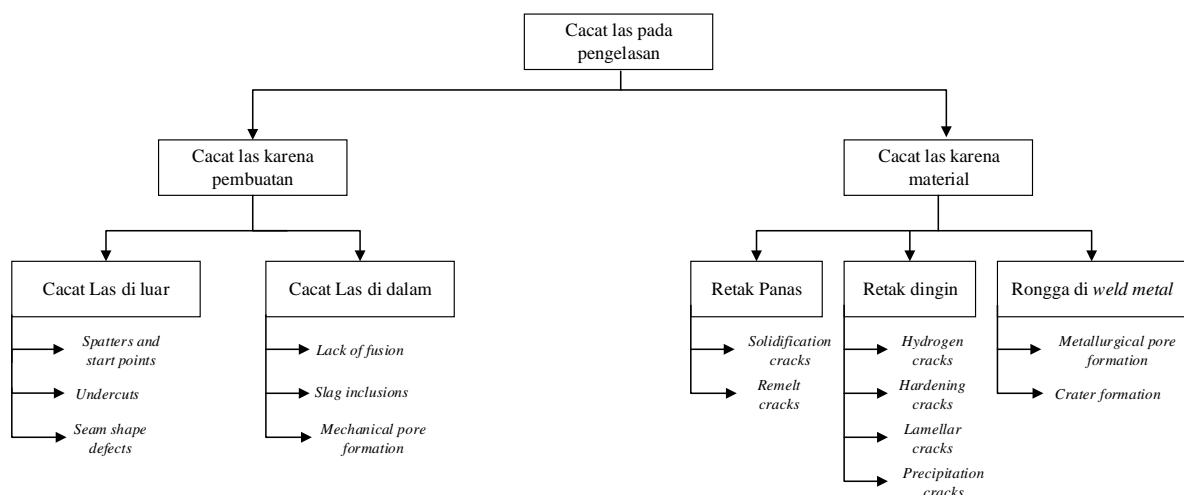 Cacat las pada
pengelasan
Cacat las karena
pembuatan
Cacat las karena
material
Cacat Las di luar
Cacat Las di dalam
Retak Panas
Retak dingin
Rongga di weld metal
Spatters and
start points
Undercuts
Seam shape
defects
Lack of fusion
Slag inclusions
Mechanical pore
formation
Solidification
cracks
Remelt
cracks
Hydrogen
cracks
Hardening
cracks
Lamellar
cracks
Precipitation
cracks
Metallurgical pore
formation
Crater formation